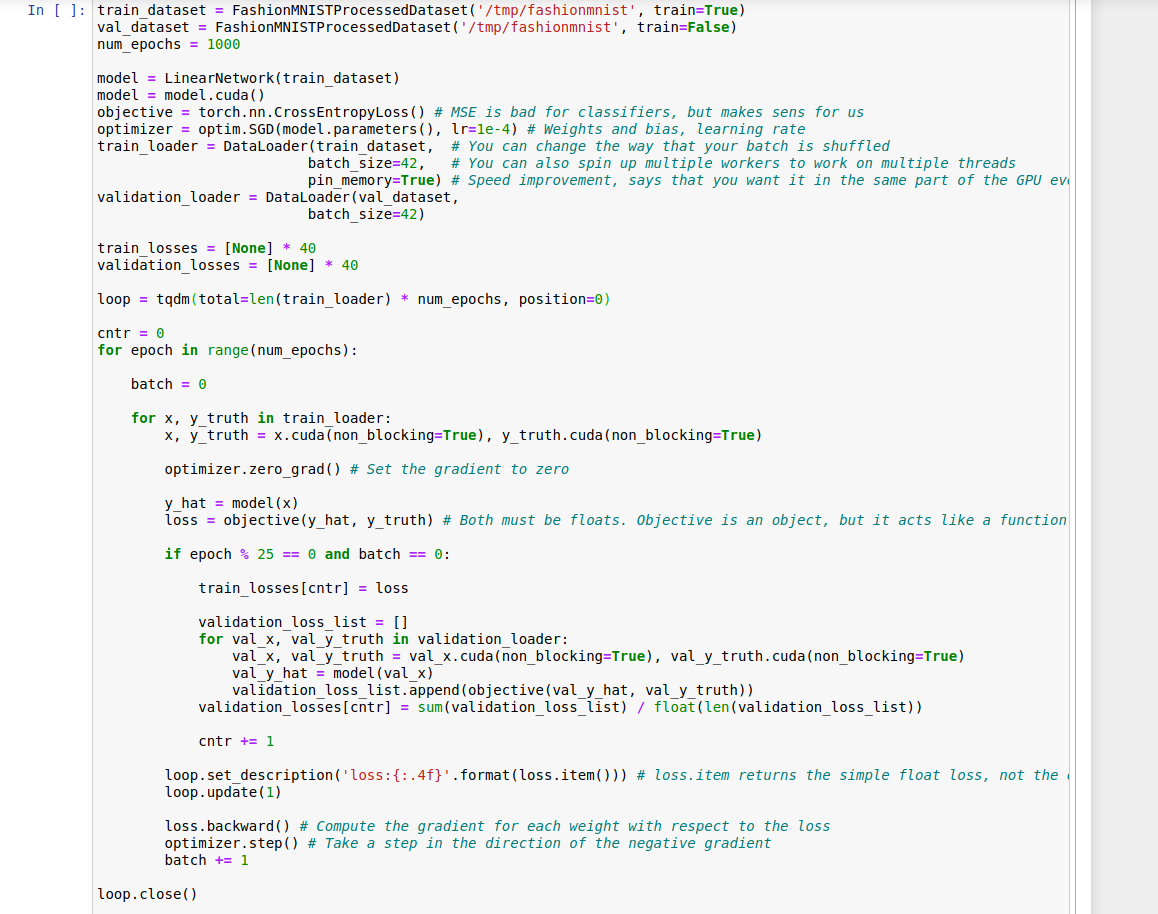 In [ ]: train_dataset = FashionMNISTProcessedDataset('/tmp/fashionmnist', train=True)
val_dataset = FashionMNISTProcessedDataset('/tmp/fashionmnist', train=False)
num_epochs = 1000

model = LinearNetwork(train_dataset)
model = model.cuda()
objective = torch.nn.CrossEntropyLoss() # MSE is bad for classifiers, but makes sens for us
optimizer = optim.SGD(model.parameters(), lr=1e-4) # Weights and bias, learning rate
train_loader = DataLoader(train_dataset,  # You can change the way that your batch is shuffled
                         batch_size=42,   # You can also spin up multiple workers to work on multiple threads
                         pin_memory=True) # Speed improvement, says that you want it in the same part of the GPU
validation_loader = DataLoader(val_dataset,
                         batch_size=42)

train_losses = [None] * 40
validation_losses = [None] * 40

loop = tqdm(total=len(train_loader) * num_epochs, position=0)

cntr = 0
for epoch in range(num_epochs):

    batch = 0

    for x, y_truth in train_loader:
        x, y_truth = x.cuda(non_blocking=True), y_truth.cuda(non_blocking=True)

        optimizer.zero_grad() # Set the gradient to zero

        y_hat = model(x)
        loss = objective(y_hat, y_truth) # Both must be floats. Objective is an object, but it acts like a function

        if epoch % 25 == 0 and batch == 0:

            train_losses[cntr] = loss

            validation_loss_list = []
            for val_x, val_y_truth in validation_loader:
                val_x, val_y_truth = val_x.cuda(non_blocking=True), val_y_truth.cuda(non_blocking=True)
                val_y_hat = model(val_x)
                validation_loss_list.append(objective(val_y_hat, val_y_truth))
            validation_losses[cntr] = sum(validation_loss_list) / float(len(validation_loss_list))

            cntr += 1

        loop.set_description('loss:{:.4f}'.format(loss.item())) # loss.item returns the simple float loss, not the
        loop.update(1)

        loss.backward() # Compute the gradient for each weight with respect to the loss
        optimizer.step() # Take a step in the direction of the negative gradient
        batch += 1

loop.close()